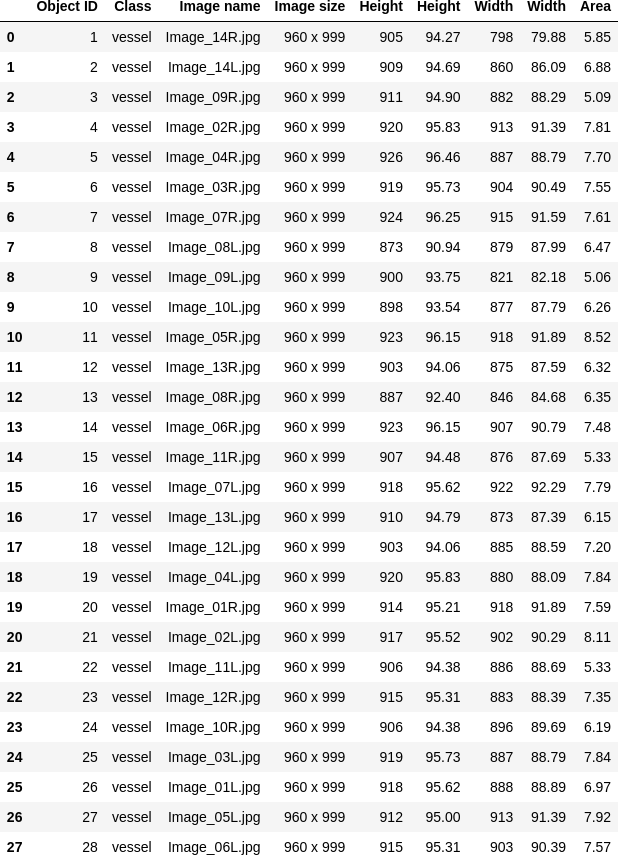 Object ID Class Image name Image size Height Height Width Width Area
0 1 vessel Image_14R.jpg 960 x 999 905 94.27 798 79.88 5.85
1 2 vessel Image_14L.jpg 960 x 999 909 94.69 860 86.09 6.88
2 3 vessel Image_09R.jpg 960 x 999 911 94.90 882 88.29 5.09
3 4 vessel Image_02R.jpg 960 x 999 920 95.83 913 91.39 7.81
4 5 vessel Image_04R.jpg 960 x 999 926 96.46 887 88.79 7.70
5 6 vessel Image_03R.jpg 960 x 999 919 95.73 904 90.49 7.55
6 7 vessel Image_07R.jpg 960 x 999 924 96.25 915 91.59 7.61
7 8 vessel Image_08L.jpg 960 x 999 873 90.94 879 87.99 6.47
8 9 vessel Image_09L.jpg 960 x 999 900 93.75 821 82.18 5.06
9 10 vessel Image_10L.jpg 960 x 999 898 93.54 877 87.79 6.26
10 11 vessel Image_05R.jpg 960 x 999 923 96.15 918 91.89 8.52
11 12 vessel Image_13R.jpg 960 x 999 903 94.06 875 87.59 6.32
12 13 vessel Image_08R.jpg 960 x 999 887 92.40 846 84.68 6.35
13 14 vessel Image_06R.jpg 960 x 999 923 96.15 907 90.79 7.48
14 15 vessel Image_11R.jpg 960 x 999 907 94.48 876 87.69 5.33
15 16 vessel Image_07L.jpg 960 x 999 918 95.62 922 92.29 7.79
16 17 vessel Image_13L.jpg 960 x 999 910 94.79 873 87.39 6.15
17 18 vessel Image_12L.jpg 960 x 999 903 94.06 885 88.59 7.20
18 19 vessel Image_04L.jpg 960 x 999 920 95.83 880 88.09 7.84
19 20 vessel Image_01R.jpg 960 x 999 914 95.21 918 91.89 7.59
20 21 vessel Image_02L.jpg 960 x 999 917 95.52 902 90.29 8.11
21 22 vessel Image_11L.jpg 960 x 999 906 94.38 886 88.69 5.33
22 23 vessel Image_12R.jpg 960 x 999 915 95.31 883 88.39 7.35
23 24 vessel Image_10R.jpg 960 x 999 906 94.38 896 89.69 6.19
24 25 vessel Image_03L.jpg 960 x 999 919 95.73 887 88.79 7.84
25 26 vessel Image_01L.jpg 960 x 999 918 95.62 888 88.89 6.97
26 27 vessel Image_05L.jpg 960 x 999 912 95.00 913 91.39 7.92
27 28 vessel Image_06L.jpg 960 x 999 915 95.31 903 90.39 7.57